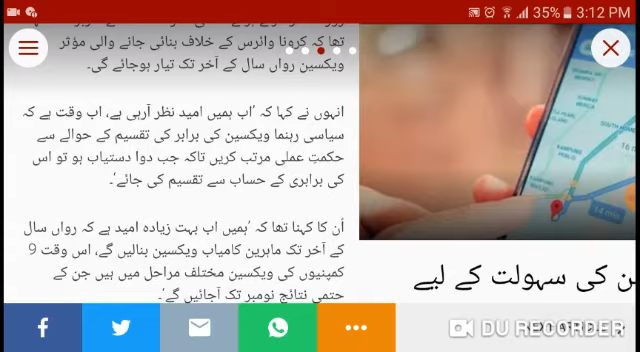 35% 3:12 PM
تھا کہ کرونا وائرس کے خلاف بنائی جانے والی مؤثر
ویکسین رواں سال کے آخر تک تیار ہوجائے گی۔
انہوں نے کہا کہ ’اب ہمیں امید نظر آرہی ہے، اب وقت ہے کہ
سیاسی رہنما ویکسین کی برابر کی تقسیم کے حوالے سے
حکمتِ عملی مرتب کریں تاکہ جب دوا دستیاب ہو تو اس
کی برابری کے حساب سے تقسیم کی جائے‘۔
اُن کا کہنا تھا کہ ’ہمیں اب بہت زیادہ امید ہے کہ رواں سال
کے آخر تک ماہرین کامیاب ویکسین بنالیں گے، اس وقت 9
کمپنیوں کی ویکسین مختلف مراحل میں ہیں جن کے
حتمی نتائج نومبر تک آجائیں گے‘۔
کی سہولت کے لیے
14 min
DU RECORDER